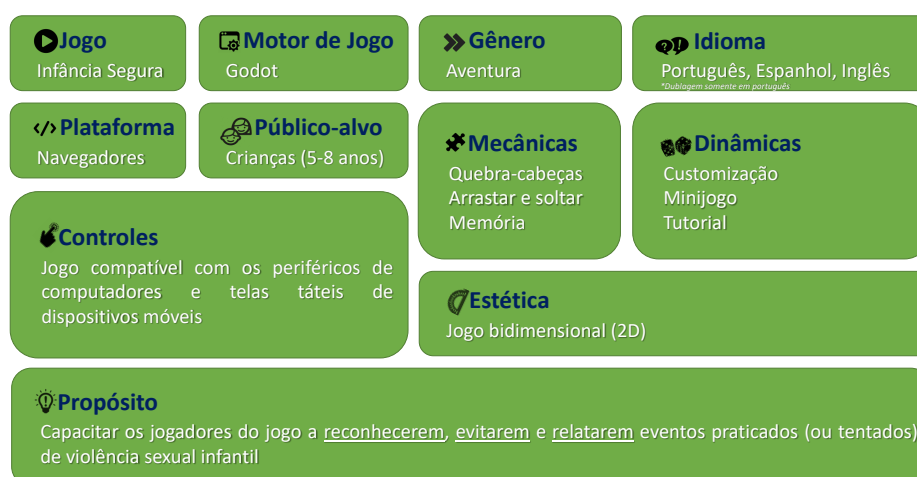 Jogo
Infância Segura
Motor de Jogo
Godot
Gênero
Aventura
Idioma
Português, Espanhol, Inglês
*Dublagem somente em português
Plataforma
Navegadores
Público-alvo
Crianças (5-8 anos)
Mecânicas
Quebra-cabeças
Arrastar e soltar
Memória
Dinâmicas
Customização
Minijogo
Tutorial
Controles
Jogo compatível com os periféricos de
computadores e telas táteis de
dispositivos móveis
Estética
Jogo bidimensional (2D)
Propósito
Capacitar os jogadores do jogo a reconhecerem, evitarem e relatarem eventos praticados (ou tentados)
de violência sexual infantil